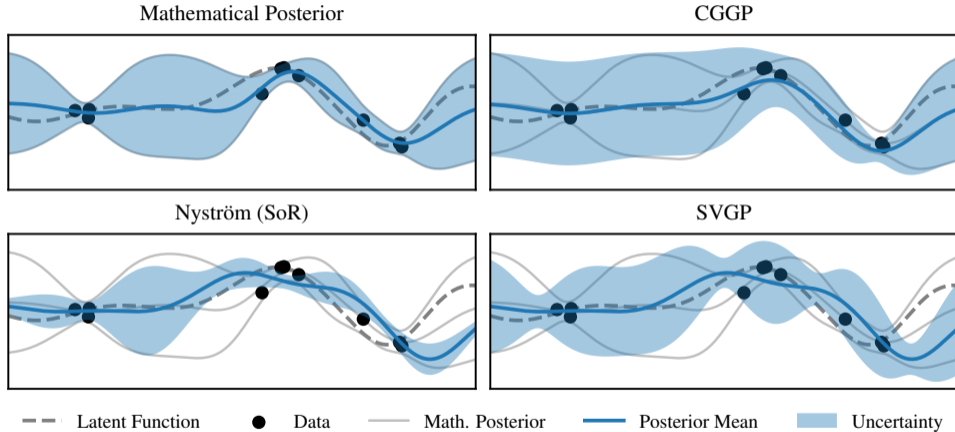 Mathematical Posterior
CGGP
Nyström (SoR)
SVGP
Latent Function
Data
Math. Posterior
Posterior Mean
Uncertainty